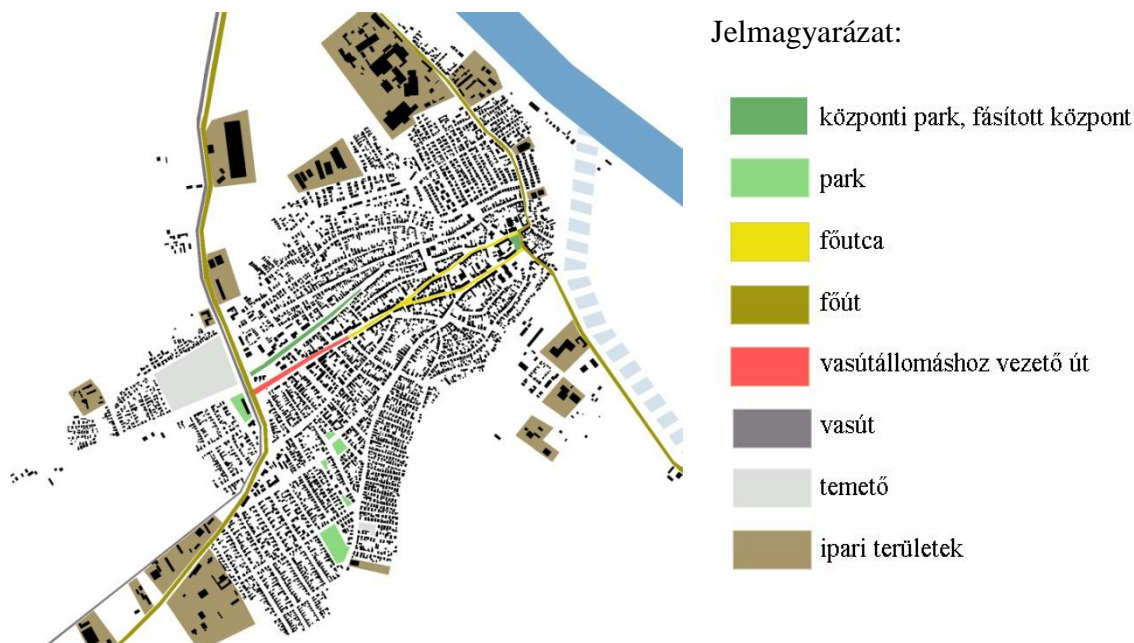 Jelmagyarázat:
központi park, fásított központ
park
főutca
főút
vasútállomáshoz vezető út
vasút
temető
ipari területek